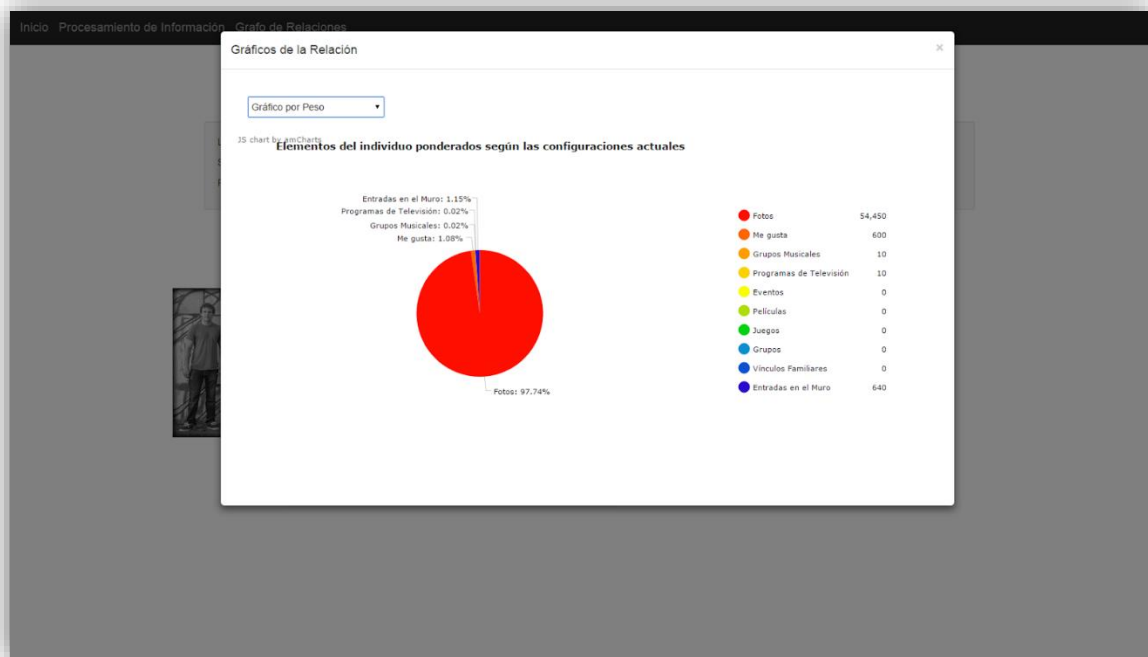 Inicio Procesamiento de Información Grafo de Relaciones
Gráficos de la Relación ×
Gráfico por Peso
JS chart by amCharts
Elementos del individuo ponderados según las configuraciones actuales
Entradas en el Muro: 1.15%
Programas de Televisión: 0.02%
Grupos Musicales: 0.02%
Me gusta: 1.08%
Fotos: 97.74%
Fotos 54,450
Me gusta 600
Grupos Musicales 10
Programas de Televisión 10
Eventos 0
Películas 0
Juegos 0
Grupos 0
Vínculos Familiares 0
Entradas en el Muro 640